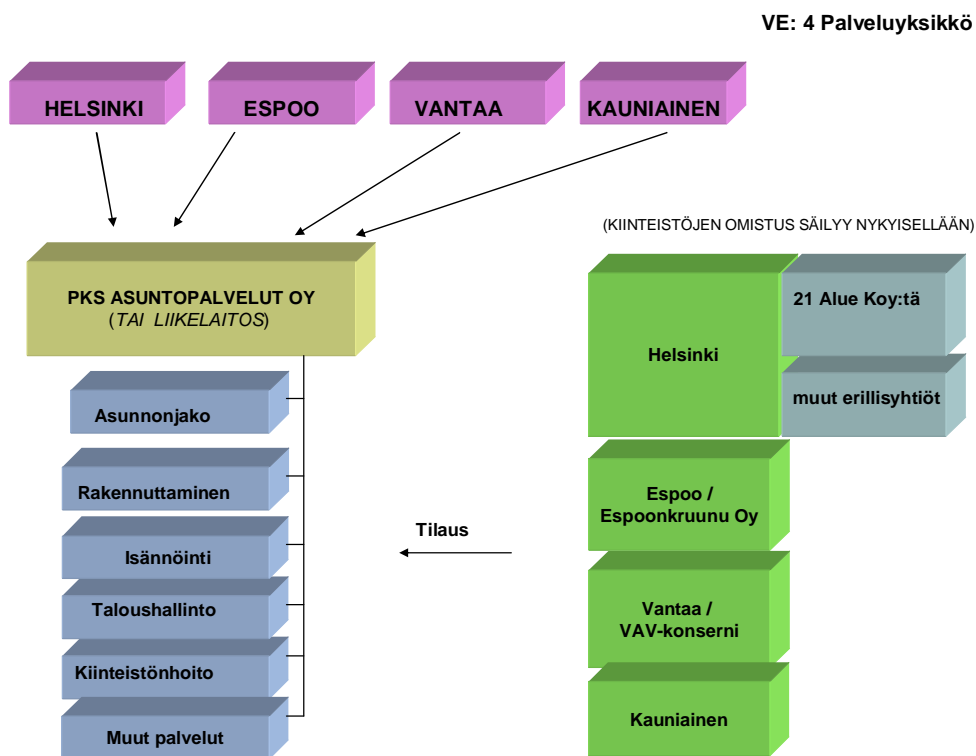 VE: 4 Palveluyksikkö
HELSINKI
ESPOO
VANTAA
KAUNIAINEN
PKS ASUNTOPALVELUT OY
(TAI LIIKELAITOS)
Asunnonjako
Rakennuttaminen
Isännöinti
Taloushallinto
Kiinteistönhoito
Muut palvelut
Tilaus
(KIINTEISTÖJEN OMISTUS SÄILYY NYKYISELLÄÄN)
Helsinki
21 Alue Koy:tä
muut erillisyhtiöt
Espoo /
Espoonkruunu Oy
Vantaa /
VAV-konserni
Kauniainen